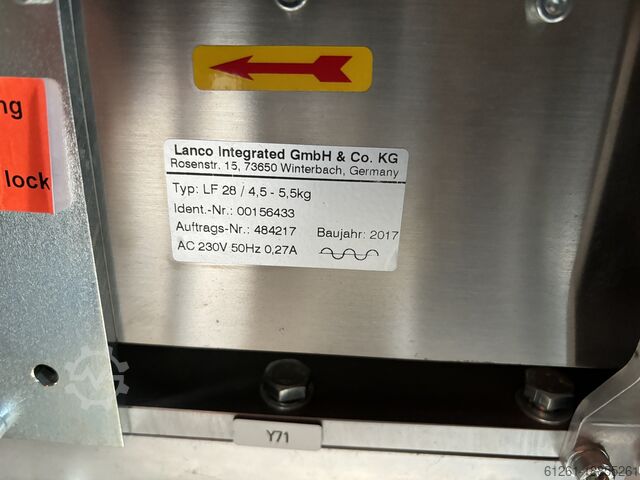 ng
lock
Lanco Integrated GmbH & Co. KG
Rosenstr. 15, 73650 Winterbach, Germany
Typ: LF 28 / 4,5 - 5,5kg
Ident.-Nr.: 00156433
Auftrags-Nr.: 484217 Baujahr: 2017
AC 230V 50Hz 0,27A
Y71